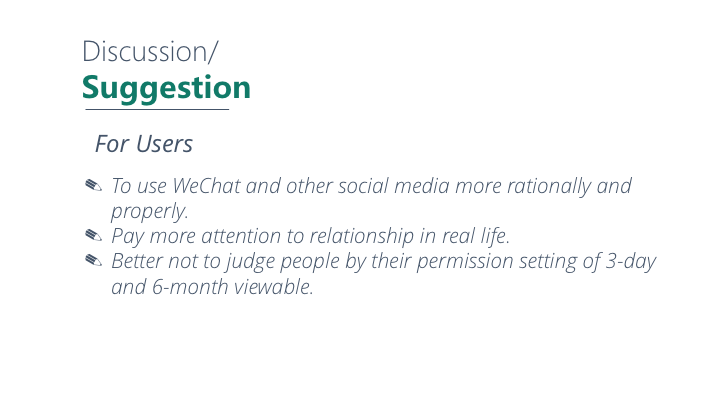 Discussion/
Suggestion
For Users
✎ To use WeChat and other social media more rationally and
properly.
✎ Pay more attention to relationship in real life.
✎ Better not to judge people by their permission setting of 3-day
and 6-month viewable.